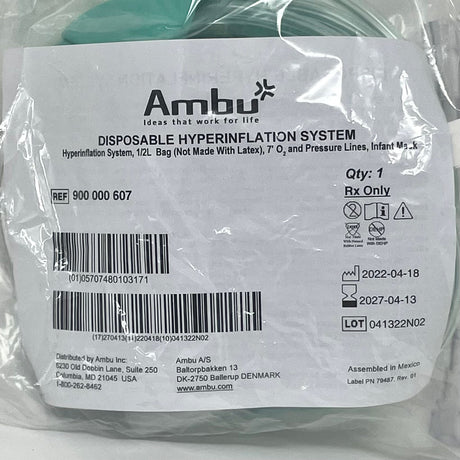 Ambu
Ideas that work for life
DISPOSABLE HYPERINFLATION SYSTEM
Hyperinflation System, 1/2L Bag (Not Made With Latex), 7' O₂ and Pressure Lines, Infant Mask
Qty: 1
REF 900 000 607
Rx Only
(01)05707480103171
2022-04-18
2027-04-13
(17)270413(11)220418(10)041322N02
LOT 041322N02
Distributed by Ambu Inc.
6230 Old Dobbin Lane, Suite 250
Columbia, MD 21045 USA
1-800-262-8462
Ambu A/S
Baltorpbakken 13
DK-2750 Ballerup DENMARK
www.ambu.com
Assembled in Mexico
Label PN 79487, Rev. 01